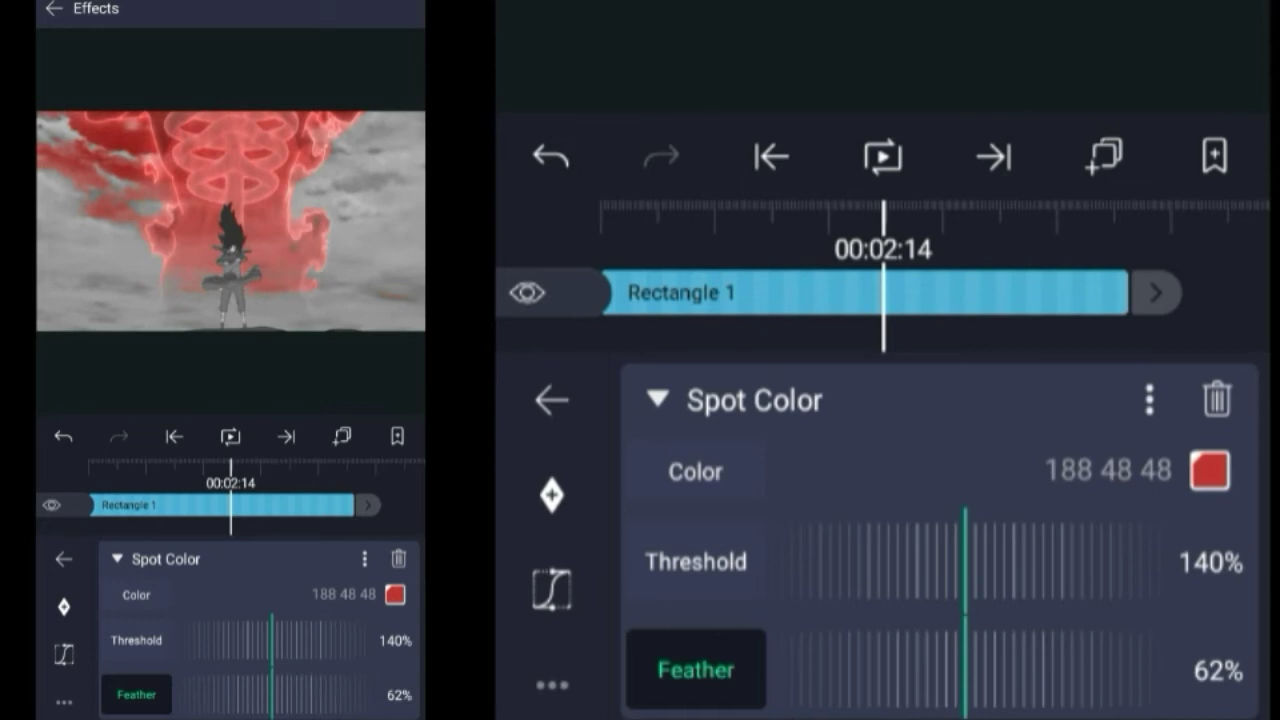 Effects
00:02:14
Rectangle 1
Spot Color
Color 188 48 48
Threshold 140%
Feather 62%
00:02:14
Rectangle 1
Spot Color
Color 188 48 48
Threshold 140%
Feather 62%